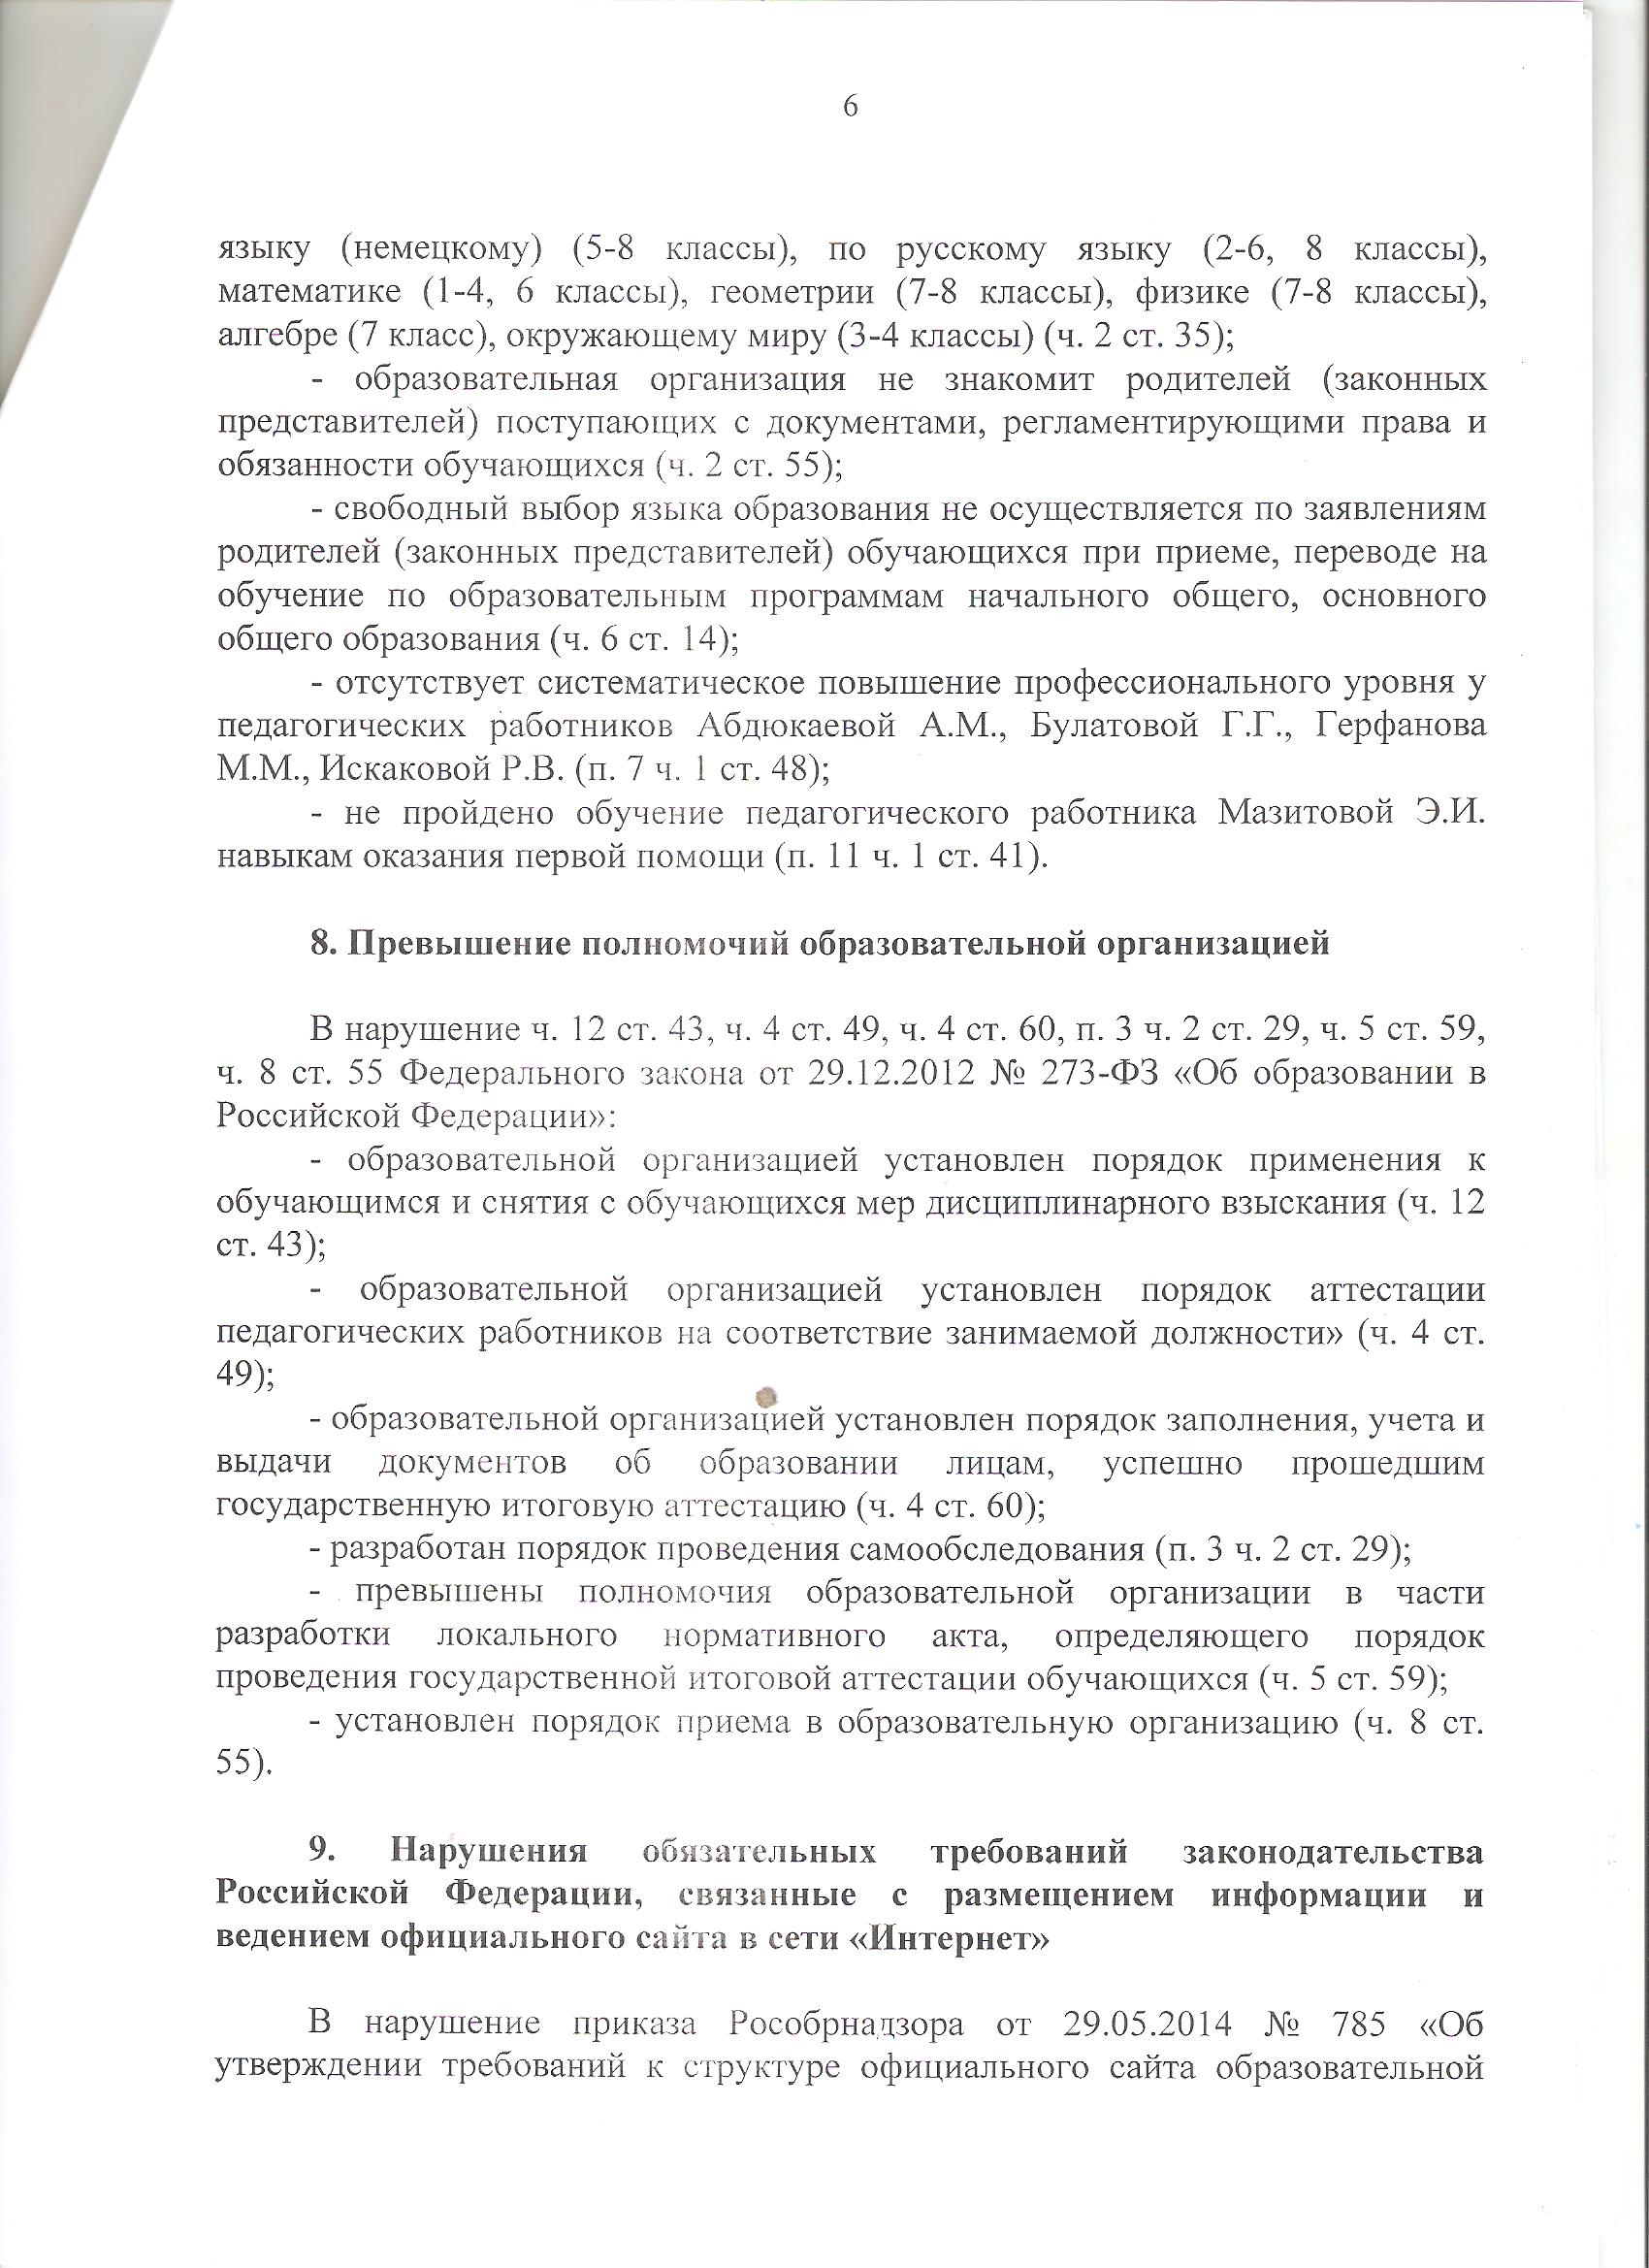 6
языку (немецкому) (5-8 классы), по русскому языку (2-6, 8 классы),
математике (1-4, 6 классы), геометрии (7-8 классы), физике (7-8 классы),
алгебре (7 класс), окружающему миру (3-4 классы) (ч. 2 ст. 35);
- образовательная организация не знакомит родителей (законных
представителей) поступающих с документами, регламентирующими права и
обязанности обучающихся (ч. 2 ст. 55);
- свободный выбор языка образования не осуществляется по заявлениям
родителей (законных представителей) обучающихся при приеме, переводе на
обучение по образовательным программам начального общего, основного
общего образования (ч. 6 ст. 14);
- отсутствует систематическое повышение профессионального уровня у
педагогических работников Абдюкаевой А.М., Булатовой Г.Г., Герфанова
М.М., Искаковой Р.В. (п. 7 ч. 1 ст. 48);
- не пройдено обучение педагогического работника Мазитовой Э.И.
навыкам оказания первой помощи (п. 11 ч. 1 ст. 41).
8. Превышение полномочий образовательной организацией
В нарушение ч. 12 ст. 43, ч. 4 ст. 49, ч. 4 ст. 60, п. 3 ч. 2 ст. 29, ч. 5 ст. 59,
ч. 8 ст. 55 Федерального закона от 29.12.2012 № 273-ФЗ «Об образовании в
Российской Федерации»:
- образовательной организацией установлен порядок применения к
обучающимся и снятия с обучающихся мер дисциплинарного взыскания (ч. 12
ст. 43);
- образовательной организацией установлен порядок аттестации
педагогических работников на соответствие занимаемой должности» (ч. 4 ст.
49);
- образовательной организацией установлен порядок заполнения, учета и
выдачи документов об образовании лицам, успешно прошедшим
государственную итоговую аттестацию (ч. 4 ст. 60);
- разработан порядок проведения самообследования (п. 3 ч. 2 ст. 29);
- превышены полномочия образовательной организации в части
разработки локального нормативного акта, определяющего порядок
проведения государственной итоговой аттестации обучающихся (ч. 5 ст. 59);
- установлен порядок приема в образовательную организацию (ч. 8 ст.
55).
9. Нарушения обязательных требований законодательства
Российской Федерации, связанные с размещением информации и
ведением официального сайта в сети «Интернет»
В нарушение приказа Рособрнадзора от 29.05.2014 № 785 «Об
утверждении требований к структуре официального сайта образовательной